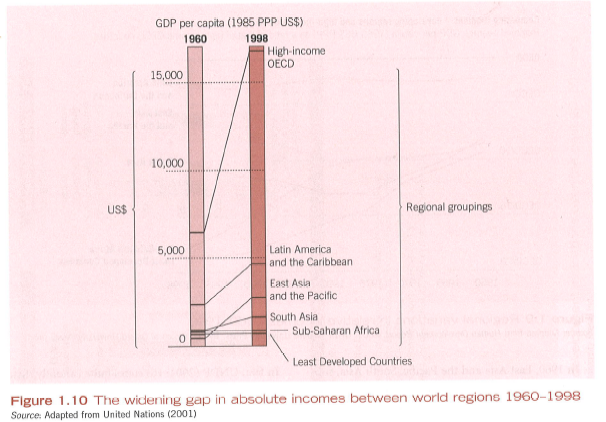 GDP per capita (1985 PPP US$)
1960 1998
High-income
OECD
15,000
10,000
US$
Regional groupings
5,000
Latin America
and the Caribbean
East Asia
and the Pacific
South Asia
Sub-Saharan Africa
0
Least Developed Countries
Figure 1.10 The widening gap in absolute incomes between world regions 1960–1998
Source: Adapted from United Nations (2001)